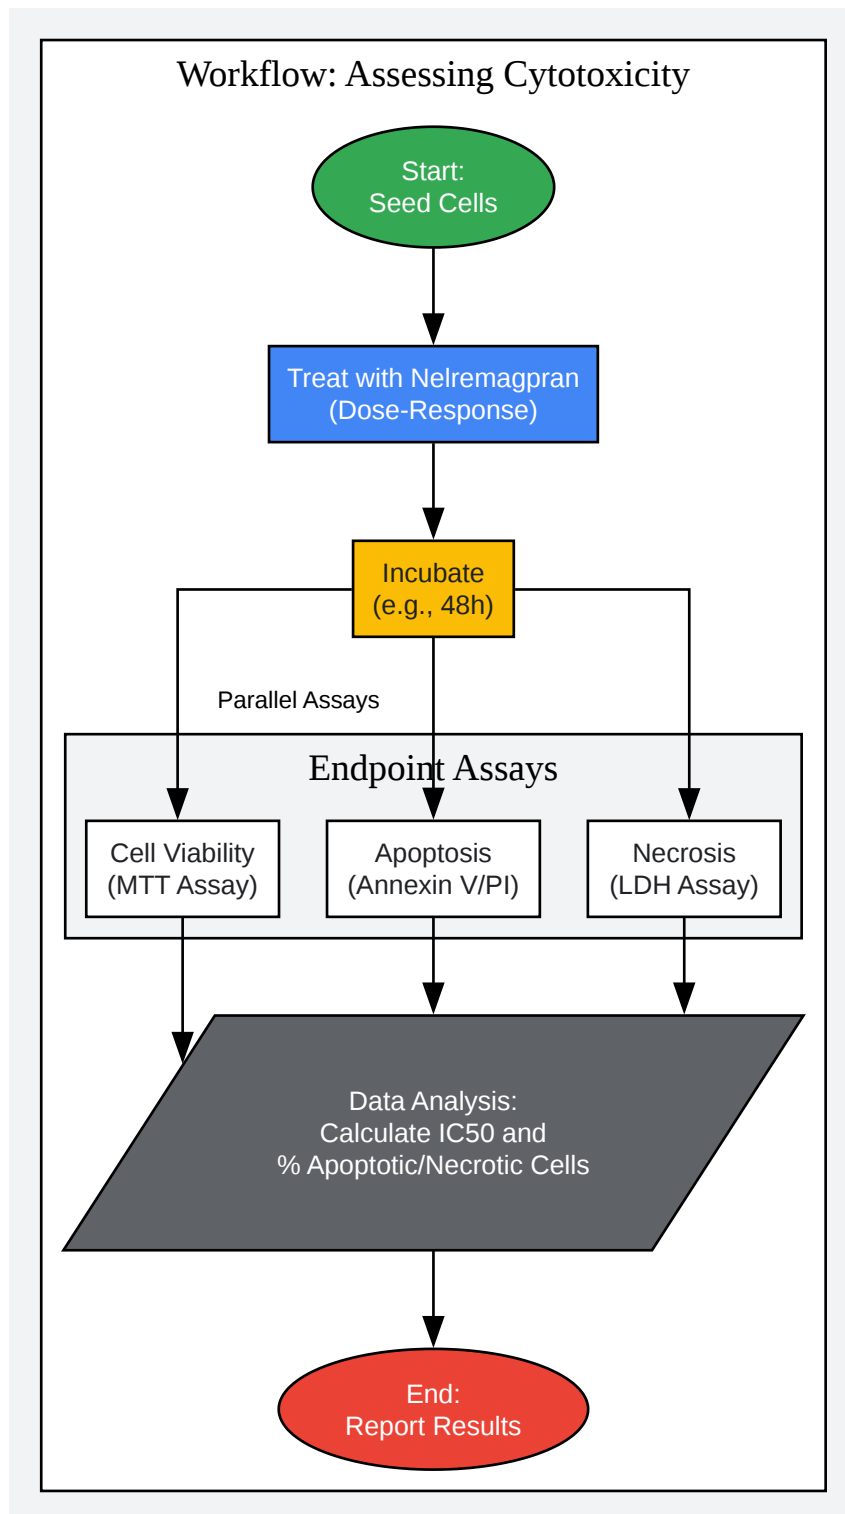 Workflow: Assessing Cytotoxicity
Start:
Seed Cells
Treat with Nelremagpran
(Dose-Response)
Incubate
(e.g., 48h)
Parallel Assays
Endpoint Assays
Cell Viability
(MTT Assay)
Apoptosis
(Annexin V/PI)
Necrosis
(LDH Assay)
Data Analysis:
Calculate IC50 and
% Apoptotic/Necrotic Cells
End:
Report Results